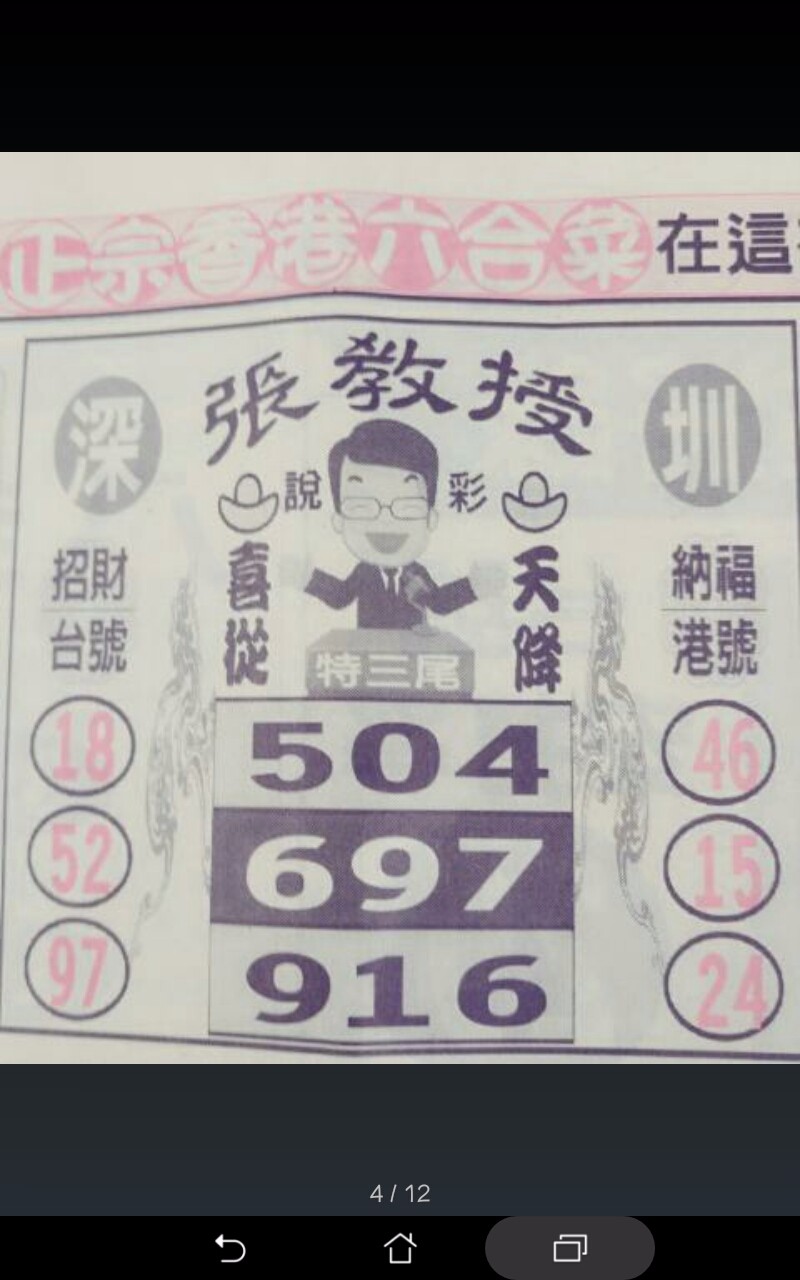 正宗香港六合菜在這
張教授
深
圳
說彩
喜從
天降
招財
台號
納福
港號
特三尾
18
504
46
52
697
15
97
916
24
4 / 12